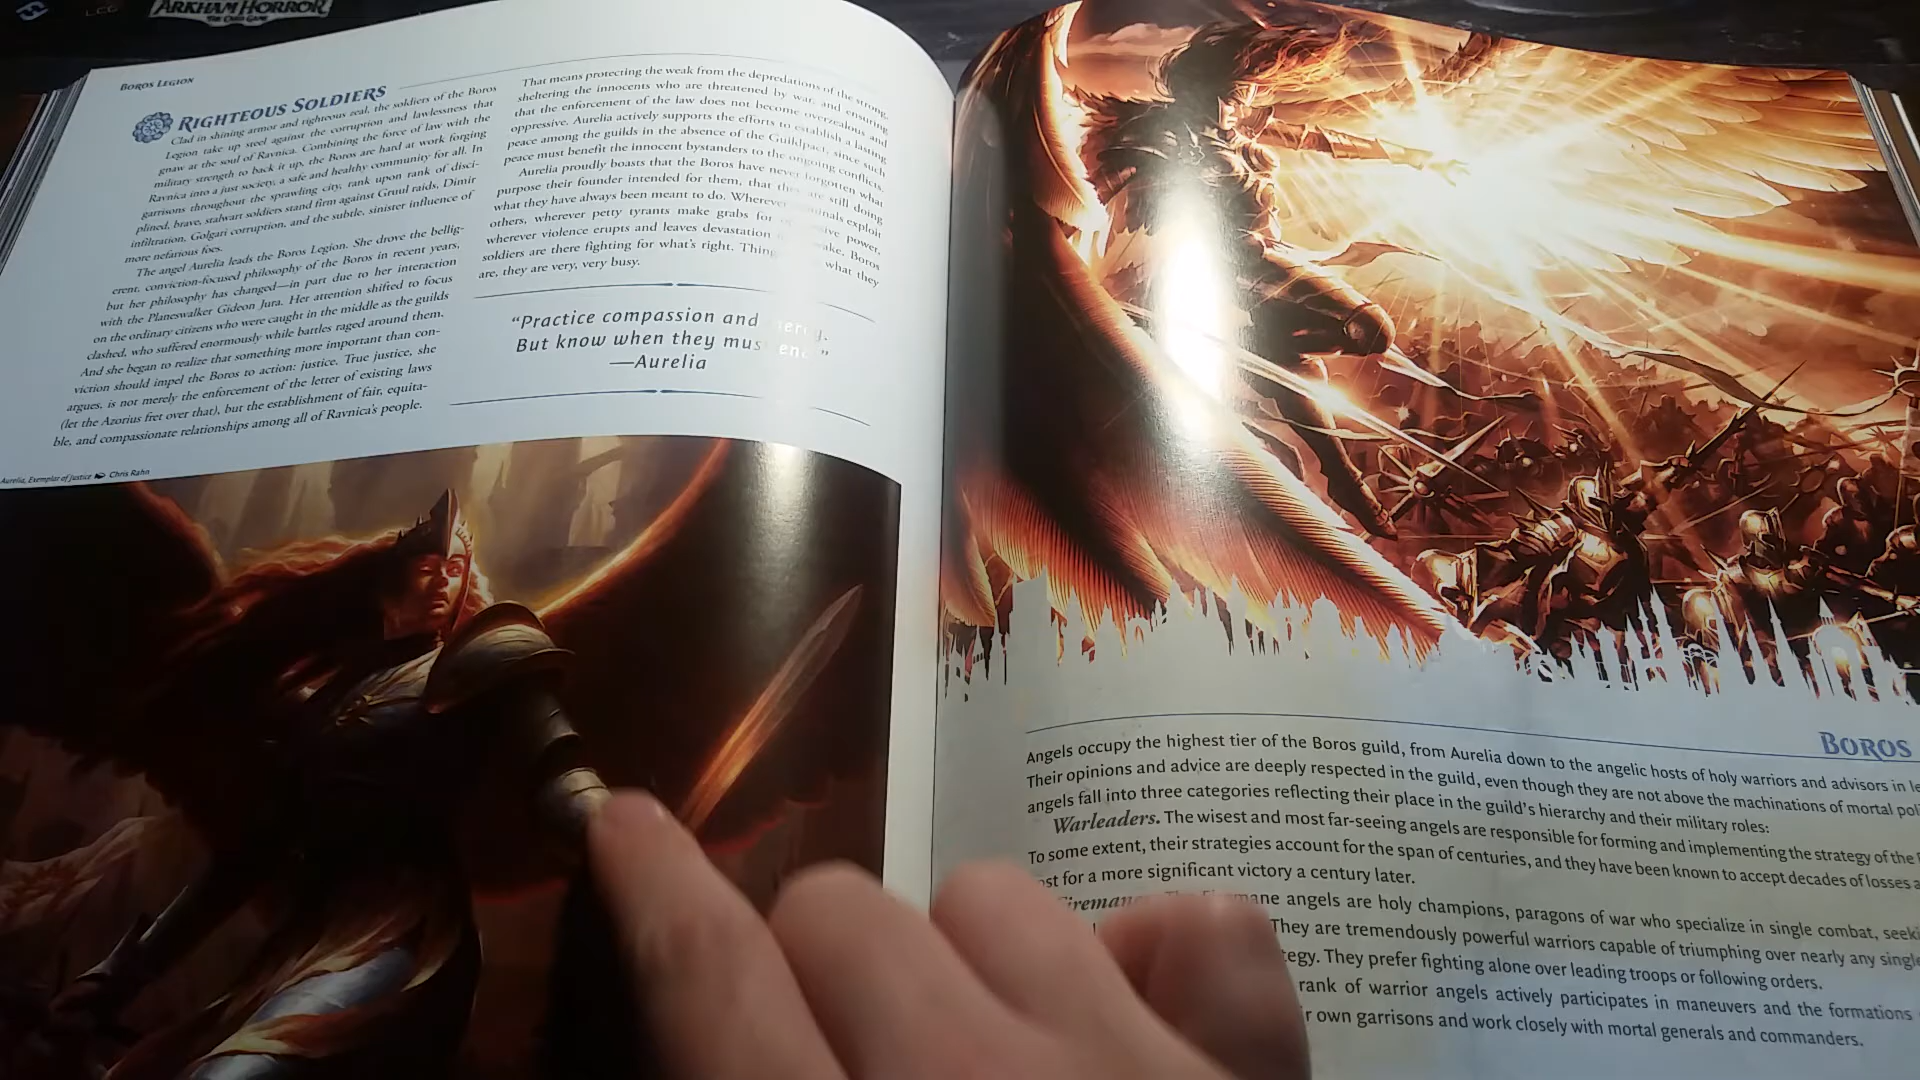 LCG
ARKHAM HORROR
THE CARD GAME
BOROS LEGION
RIGHTEOUS SOLDIERS
Clad in shining armor and righteous zeal, the soldiers of the Boros
Legion take up steel against the corruption and lawlessness that
gnaw at the soul of Ravnica. Combining the force of law with the
military strength to back it up, the Boros are hard at work forging
Ravnica into a just society, a safe and healthy community for all. In
garrisons throughout the sprawling city, rank upon rank of disci-
plined, brave, stalwart soldiers stand firm against Gruul raids, Dimir
infiltration, Golgari corruption, and the subtle, sinister influence of
more nefarious foes.
The angel Aurelia leads the Boros Legion. She drove the bellig-
erent, conviction-focused philosophy of the Boros in recent years,
but her philosophy has changed—in part due to her interaction
with the Planeswalker Gideon Jura. Her attention shifted to focus
on the ordinary citizens who were caught in the middle as the guilds
clashed, who suffered enormously while battles raged around them.
And she began to realize that something more important than con-
viction should impel the Boros to action: justice. True justice, she
argues, is not merely the enforcement of the letter of existing laws
(let the Azorius fret over that), but the establishment of fair, equita-
ble, and compassionate relationships among all of Ravnica's people.
That means protecting the weak from the depredations of the strong,
sheltering the innocents who are threatened by war, and ensuring
that the enforcement of the law does not become overzealous and
oppressive. Aurelia actively supports the efforts to establish a lasting
peace among the guilds in the absence of the Guildpact, since such
peace must benefit the innocent bystanders to the ongoing conflicts.
Aurelia proudly boasts that the Boros have never forgotten what
purpose their founder intended for them, that they are still doing
what they have always been meant to do. Wherever exploit
others, wherever petty tyrants make grabs for power,
wherever violence erupts and leaves devastation Boros
soldiers are there fighting for what's right. what they
are, they are very, very busy.
"Practice compassion and mercy.
But know when they must end."
—Aurelia
Aurelia, Exemplar of Justice Chris Rahn
BOROS
Angels occupy the highest tier of the Boros guild, from Aurelia down to the angelic hosts of holy warriors and advisors in
Their opinions and advice are deeply respected in the guild, even though they are not above the machinations of mortal
angels fall into three categories reflecting their place in the guild's hierarchy and their military roles:
Warleaders. The wisest and most far-seeing angels are responsible for forming and implementing the strategy of the
To some extent, their strategies account for the span of centuries, and they have been known to accept decades of losses
for a more significant victory a century later.
angels are holy champions, paragons of war who specialize in single combat,
They are tremendously powerful warriors capable of triumphing over nearly any
They prefer fighting alone over leading troops or following orders.
rank of warrior angels actively participates in maneuvers and the formations
own garrisons and work closely with mortal generals and commanders.